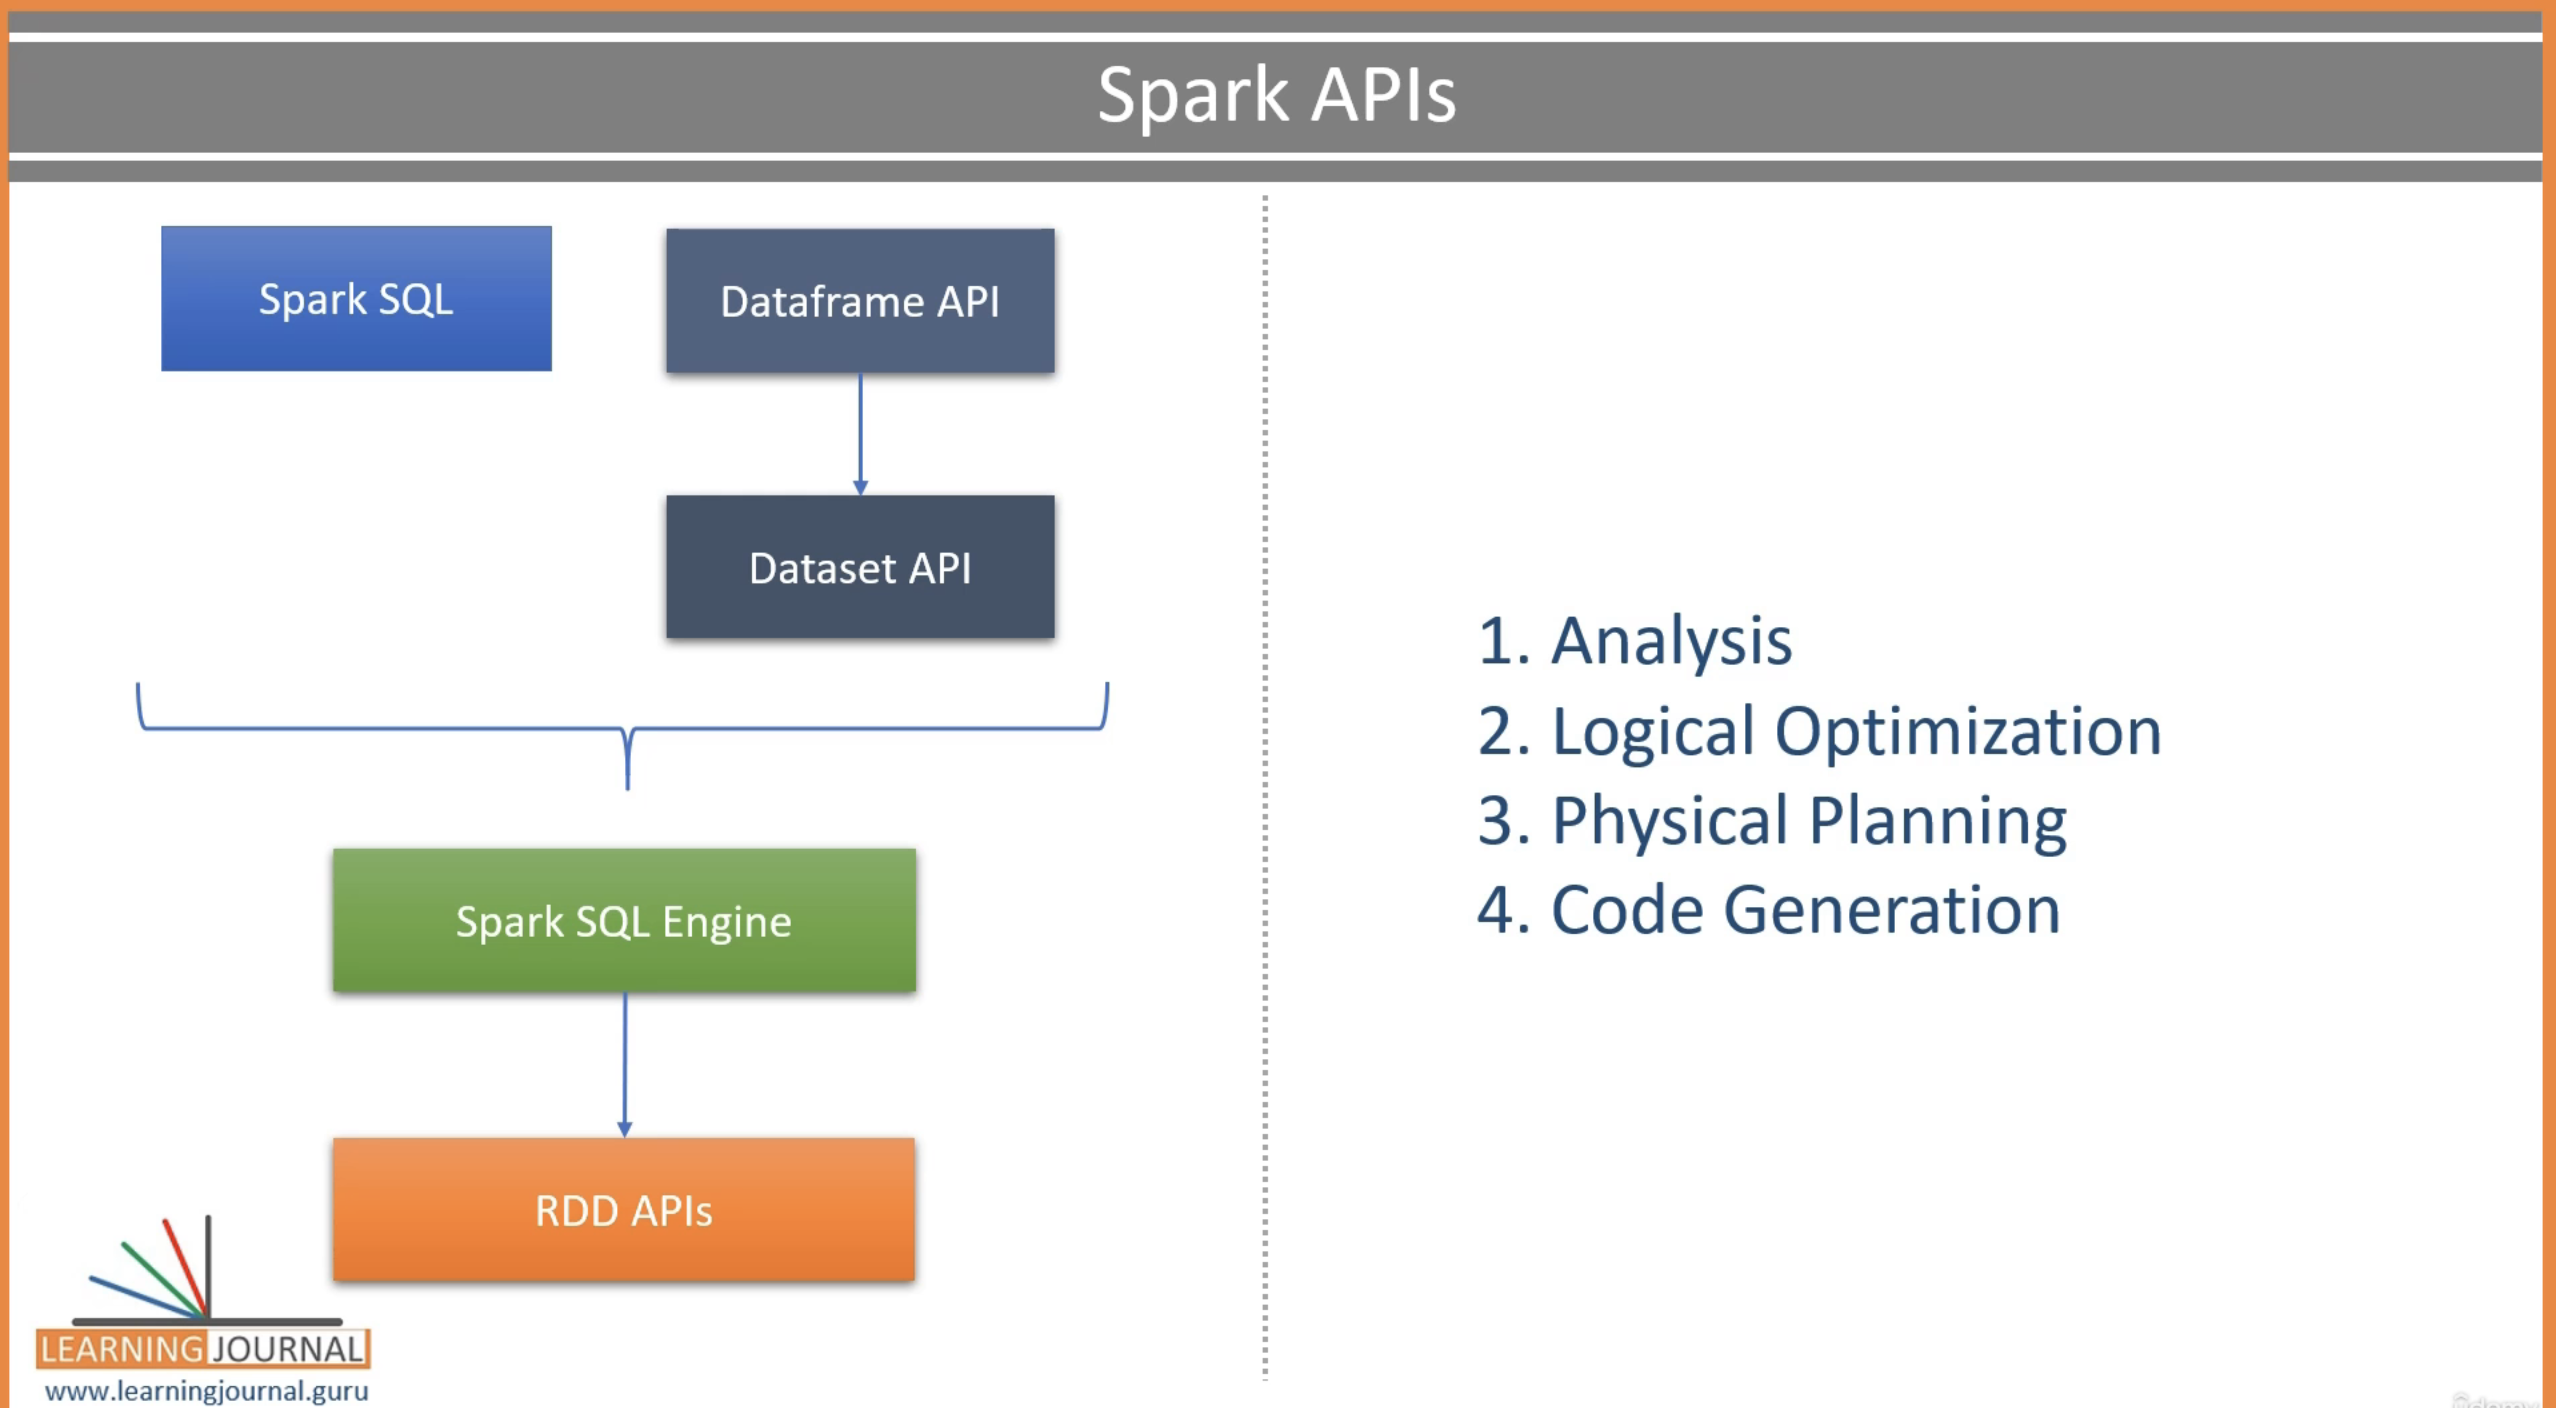 Spark APIs
Spark SQL
Dataframe API
Dataset API
Spark SQL Engine
RDD APIs
1. Analysis
2. Logical Optimization
3. Physical Planning
4. Code Generation
LEARNING JOURNAL
www.learningjournal.guru